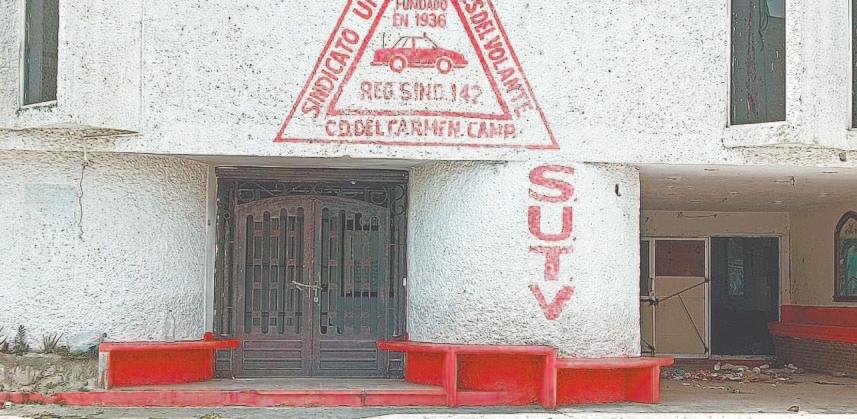 SINDICATO
FUNDADO
EN 1936
S DEL VOLANTE
REG. SIND. 142
CD. DEL CARMEN. CAMP.
S.
U.
T.
V